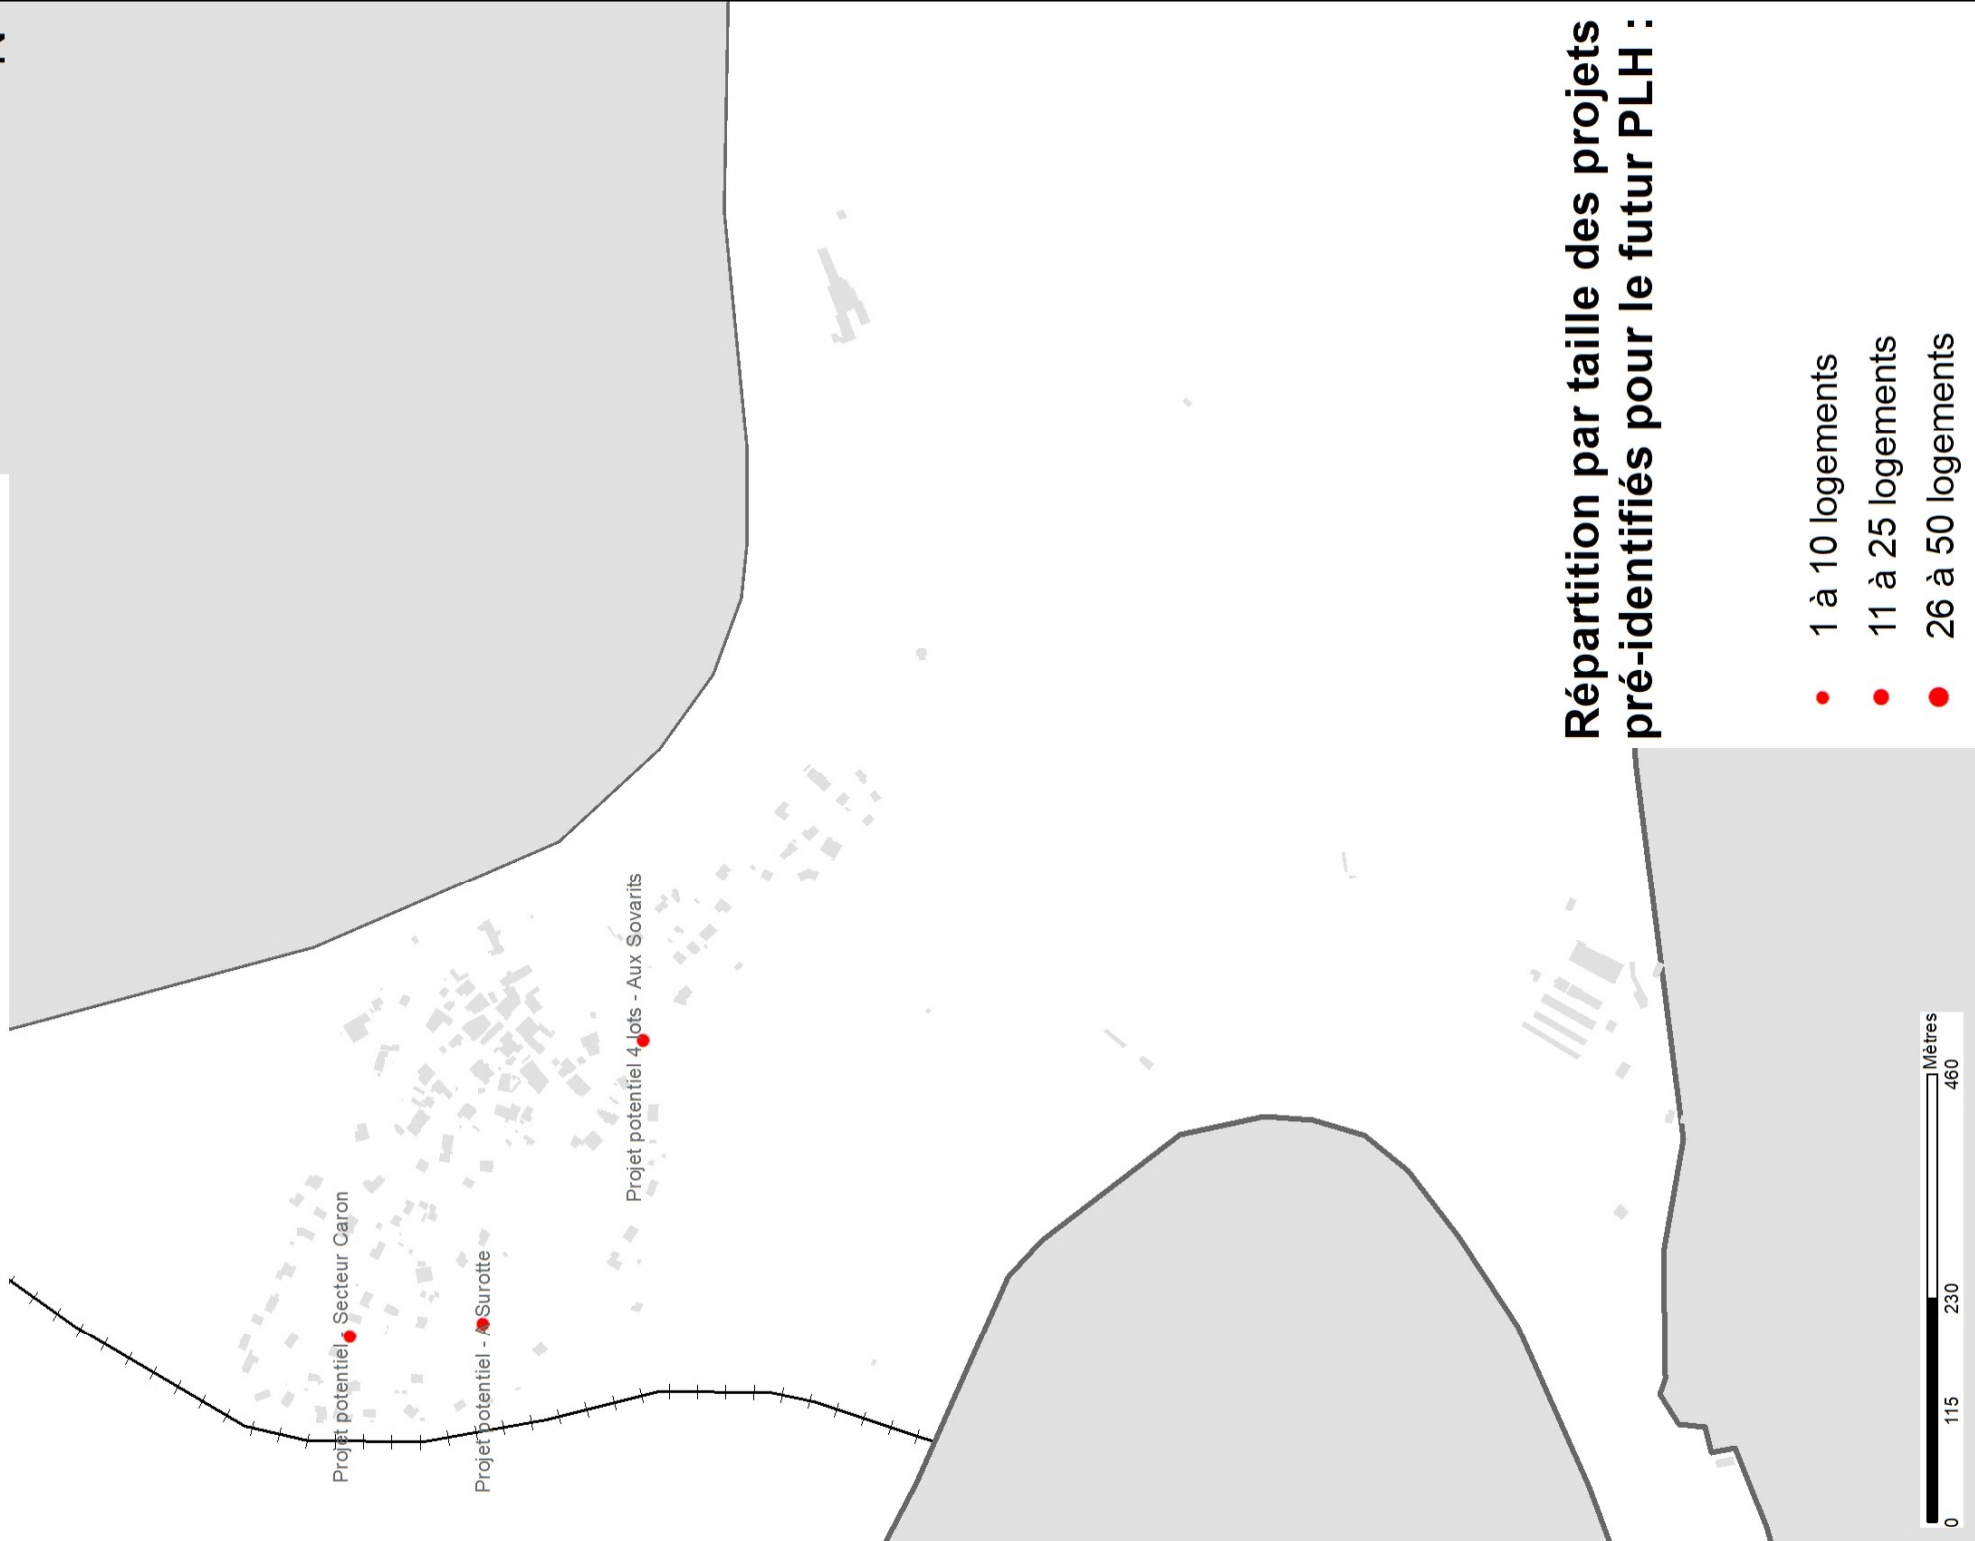 Répartition par taille des projets
pré-identifiés pour le futur PLH :
1 à 10 logements
11 à 25 logements
26 à 50 logements
Projet potentiel - Secteur Caron
Projet potentiel - A Surotte
Projet potentiel 4 lots - Aux Sovarits
0 115 230 460
Mètres